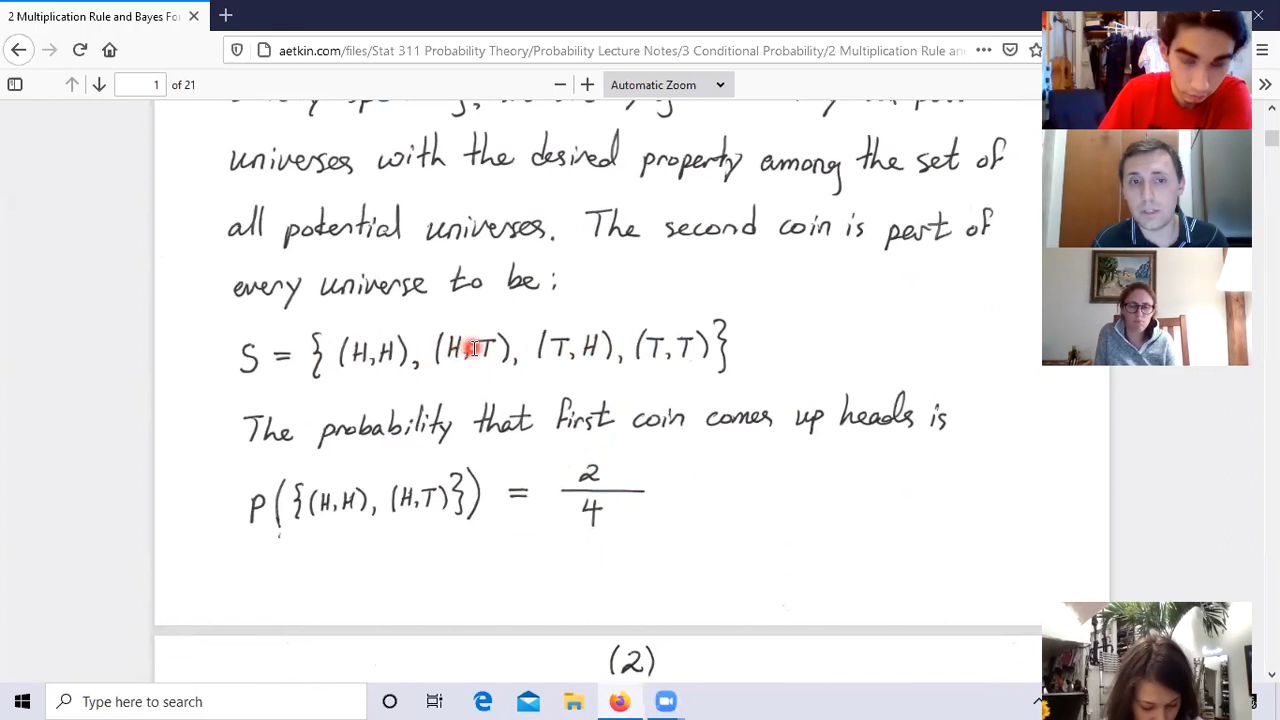 2 Multiplication Rule and Bayes For
aetkin.com/files/Stat 311 Probability Theory/Probability Lecture Notes/3 Conditional Probability/2 Multiplication Rule and
1 of 21
Automatic Zoom
universes with the desired property among the set of
all potential universes. The second coin is part of
every universe to be:
S = { (H,H), (H,T), (T,H), (T,T)}
The probability that first coin comes up heads is
P({(H,H), (H,T)}) = 2/4
(2)
Type here to search